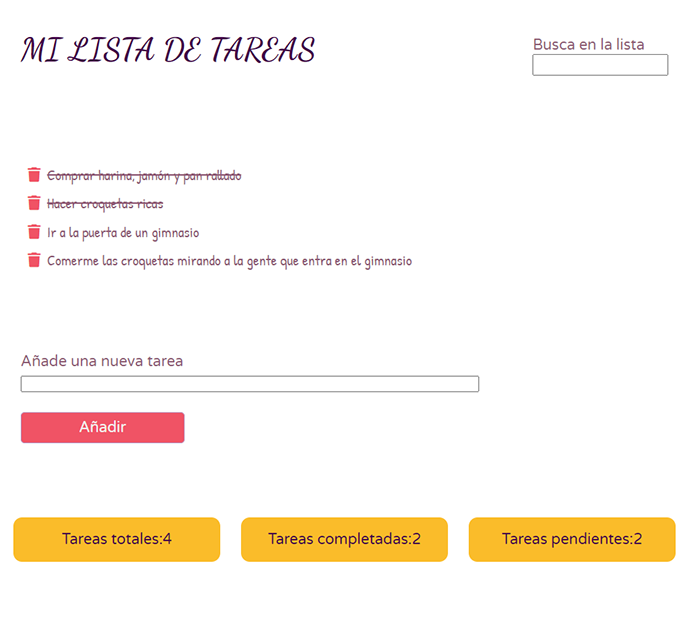 MI LISTA DE TAREAS
Busca en la lista
Comprar harina, jamón y pan rallado
Hacer croquetas ricas
Ir a la puerta de un gimnasio
Comerme las croquetas mirando a la gente que entra en el gimnasio
Añade una nueva tarea
Añadir
Tareas totales:4
Tareas completadas:2
Tareas pendientes:2